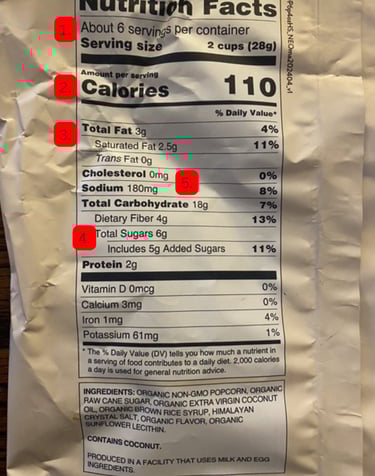 Nutrition Facts
1. About 6 servings per container
Serving size 2 cups (28g)
Amount per serving
2. Calories 110
% Daily Value*
3. Total Fat 3g 4%
Saturated Fat 2.5g 11%
Trans Fat 0g
Cholesterol 0mg 5. 0%
Sodium 180mg 8%
Total Carbohydrate 18g 7%
Dietary Fiber 4g 13%
4. Total Sugars 6g
Includes 5g Added Sugars 11%
Protein 2g
Vitamin D 0mcg 0%
Calcium 3mg 0%
Iron 1mg 4%
Potassium 61mg 1%
* The % Daily Value (DV) tells you how much a nutrient in
a serving of food contributes to a daily diet. 2,000 calories
a day is used for general nutrition advice.
INGREDIENTS: ORGANIC NON-GMO POPCORN, ORGANIC
RAW CANE SUGAR, ORGANIC EXTRA VIRGIN COCONUT
OIL, ORGANIC BROWN RICE SYRUP, HIMALAYAN
CRYSTAL SALT, ORGANIC FLAVOR, ORGANIC
SUNFLOWER LECITHIN.
CONTAINS COCONUT.
PRODUCED IN A FACILITY THAT USES MILK AND EGG
INGREDIENTS.